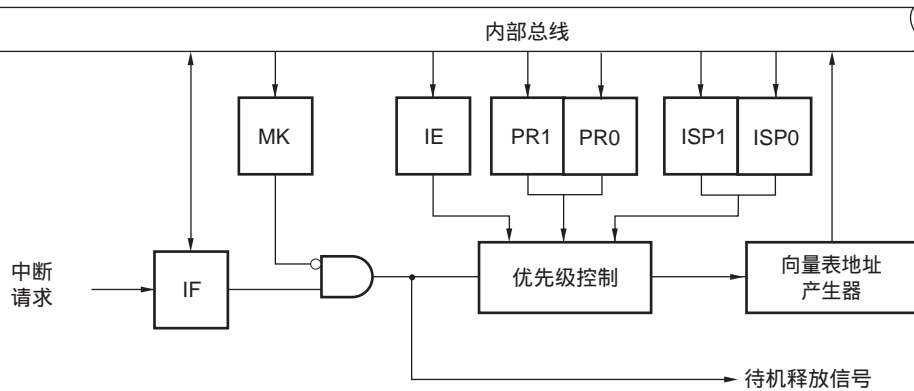 内部总线
MK
IE
PR1
PR0
ISP1
ISP0
中断
请求
IF
优先级控制
向量表地址
产生器
待机释放信号